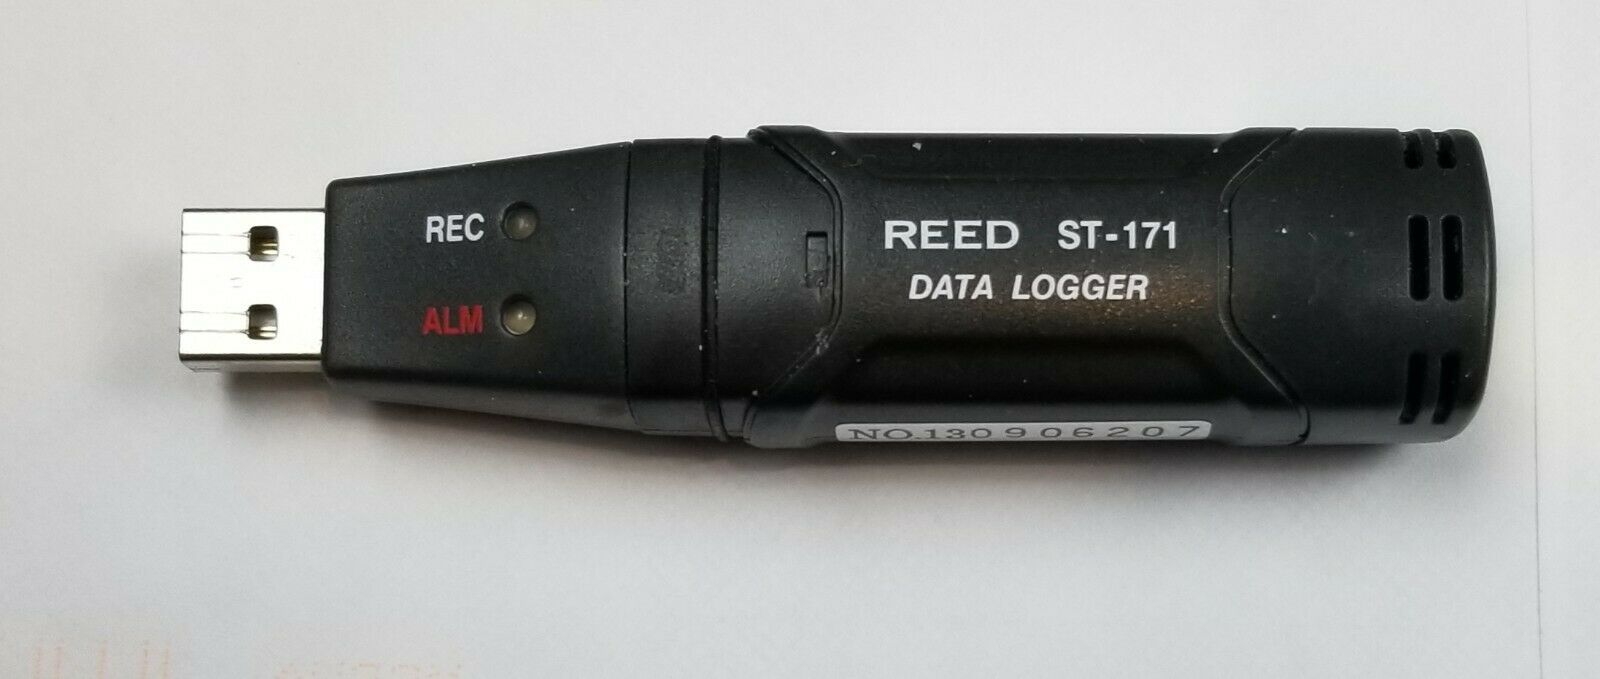 REC
ALM
REED ST-171
DATA LOGGER
NO.130906207